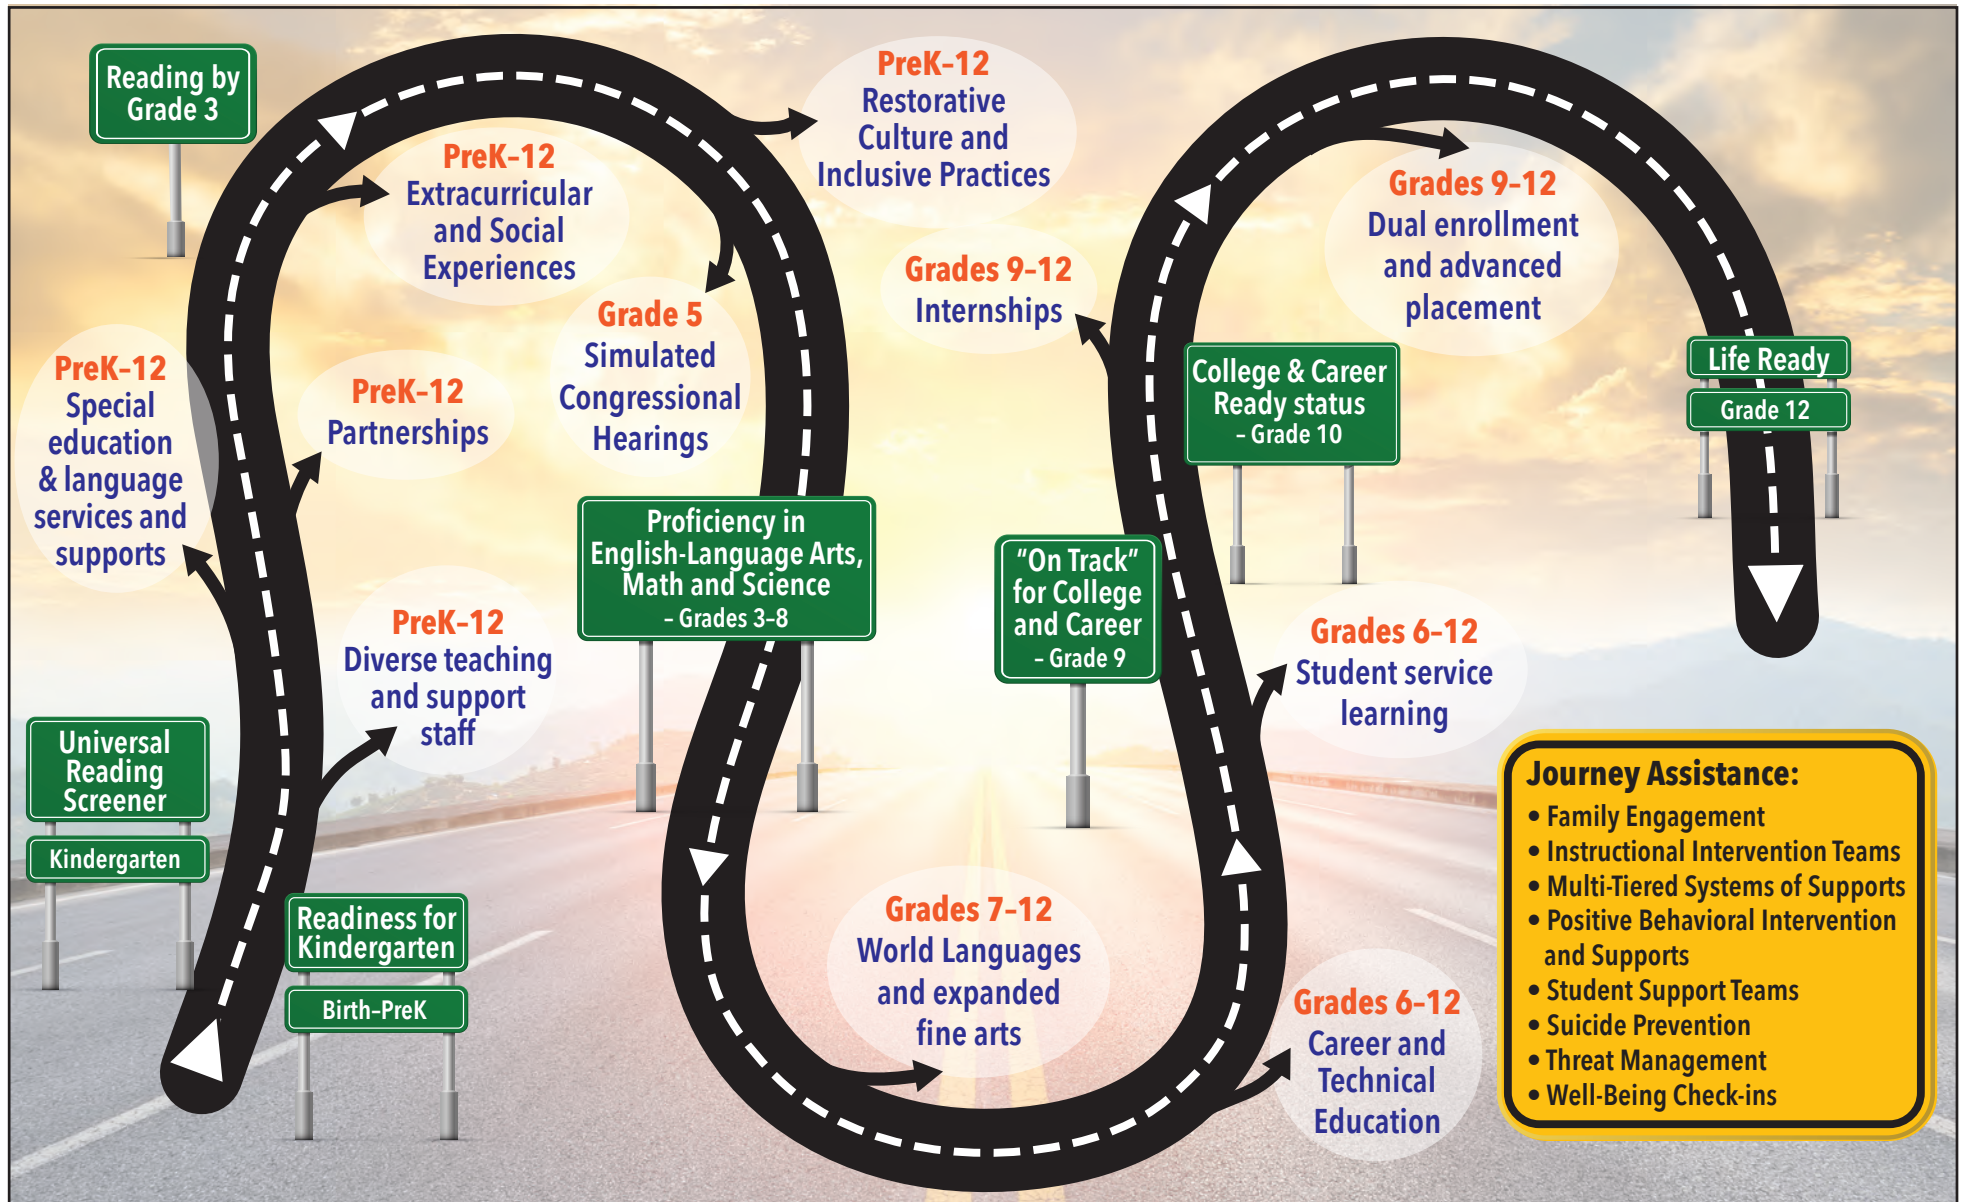 Reading by
Grade 3
PreK–12
Extracurricular
and Social
Experiences
PreK–12
Restorative
Culture and
Inclusive Practices
Grade 5
Simulated
Congressional
Hearings
PreK–12
Special
education
& language
services and
supports
PreK–12
Partnerships
PreK–12
Diverse teaching
and support
staff
Universal
Reading
Screener
Kindergarten
Readiness for
Kindergarten
Birth–PreK
Proficiency in
English-Language Arts,
Math and Science
– Grades 3–8
Grades 7–12
World Languages
and expanded
fine arts
Grades 6–12
Career and
Technical
Education
Grades 6–12
Student service
learning
“On Track”
for College
and Career
– Grade 9
Grades 9–12
Internships
College & Career
Ready status
– Grade 10
Grades 9–12
Dual enrollment
and advanced
placement
Life Ready
Grade 12
Journey Assistance:
• Family Engagement
• Instructional Intervention Teams
• Multi-Tiered Systems of Supports
• Positive Behavioral Intervention
and Supports
• Student Support Teams
• Suicide Prevention
• Threat Management
• Well-Being Check-ins